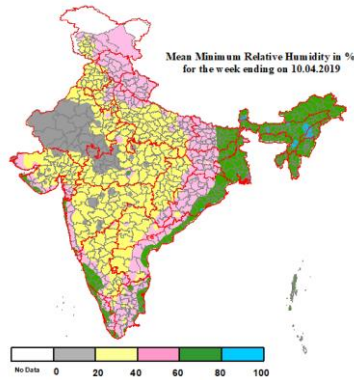 Mean Minimum Relative Humidity in %
for the week ending on 10.04.2019
No Data 0 20 40 60 80 100